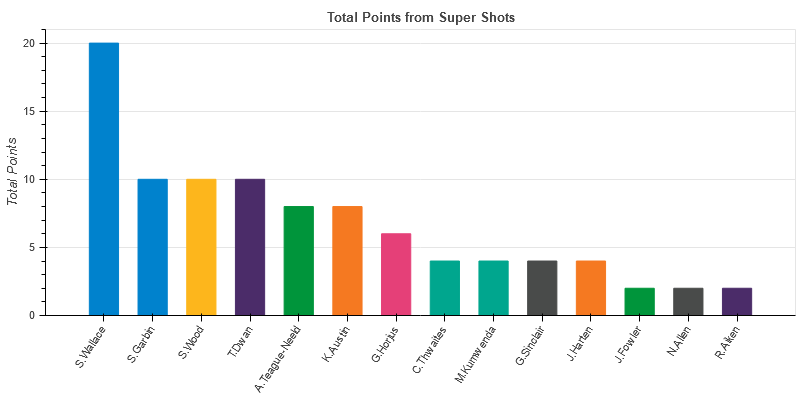 Total Points from Super Shots
Total Points
20
15
10
5
0
S.Wallace
S.Garbin
S.Wood
T.Dwan
A.Teague-Neeld
K.Austin
G.Horjus
C.Thwaites
M.Kumwenda
G.Sinclair
J.Harten
J.Fowler
N.Allen
R.Aiken